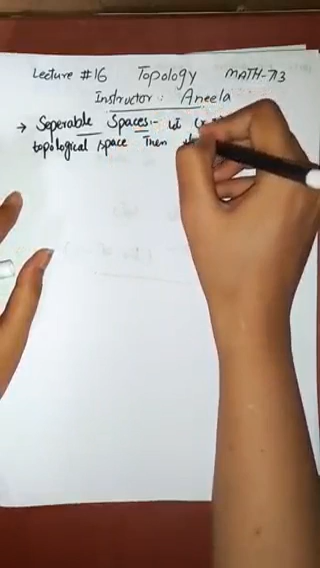 Lecture #16 Topology MATH-713
Instructor: Aneela
→ Seperable Spaces:- let (x
topological space Then